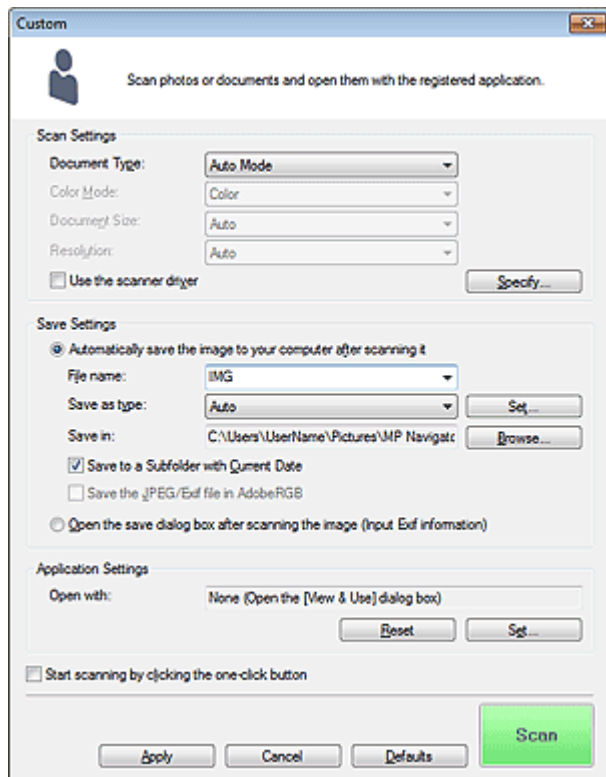 Custom
Scan photos or documents and open them with the registered application.
Scan Settings
Document Type: Auto Mode
Color Mode: Color
Document Size: Auto
Resolution: Auto
Use the scanner driver Specify...
Save Settings
Automatically save the image to your computer after scanning it
File name: IMG
Save as type: Auto Set...
Save in: C:\Users\UserName\Pictures\MP Navigato Browse...
Save to a Subfolder with Current Date
Save the JPEG/Exif file in AdobeRGB
Open the save dialog box after scanning the image (Input Exif information)
Application Settings
Open with: None (Open the [View & Use] dialog box)
Reset Set...
Start scanning by clicking the one-click button
Scan
Apply Cancel Defaults